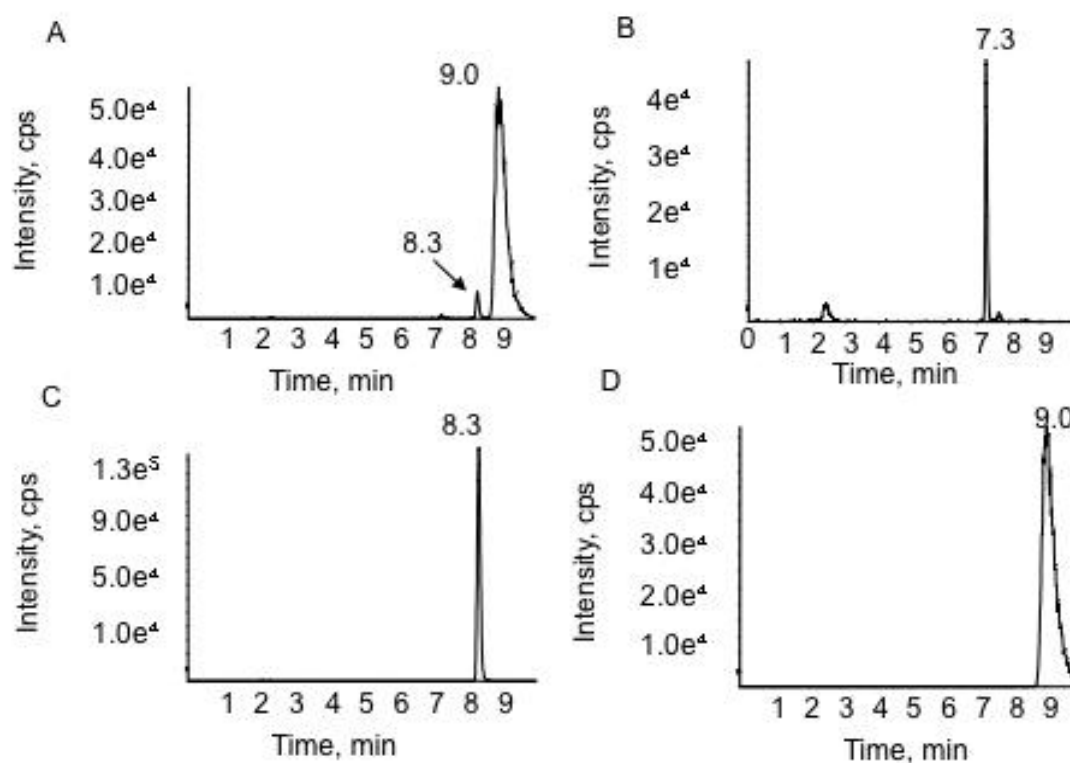 A
9.0
8.3
5.0e⁴
4.0e⁴
3.0e⁴
2.0e⁴
1.0e⁴
Intensity, cps
1 2 3 4 5 6 7 8 9
Time, min
B
7.3
4e⁴
3e⁴
2e⁴
1e⁴
Intensity, cps
0 1 2 3 4 5 6 7 8 9
Time, min
C
8.3
1.3e⁵
9.0e⁴
5.0e⁴
1.0e⁴
Intensity, cps
1 2 3 4 5 6 7 8 9
Time, min
D
9.0
5.0e⁴
4.0e⁴
3.0e⁴
2.0e⁴
1.0e⁴
Intensity, cps
1 2 3 4 5 6 7 8 9
Time, min